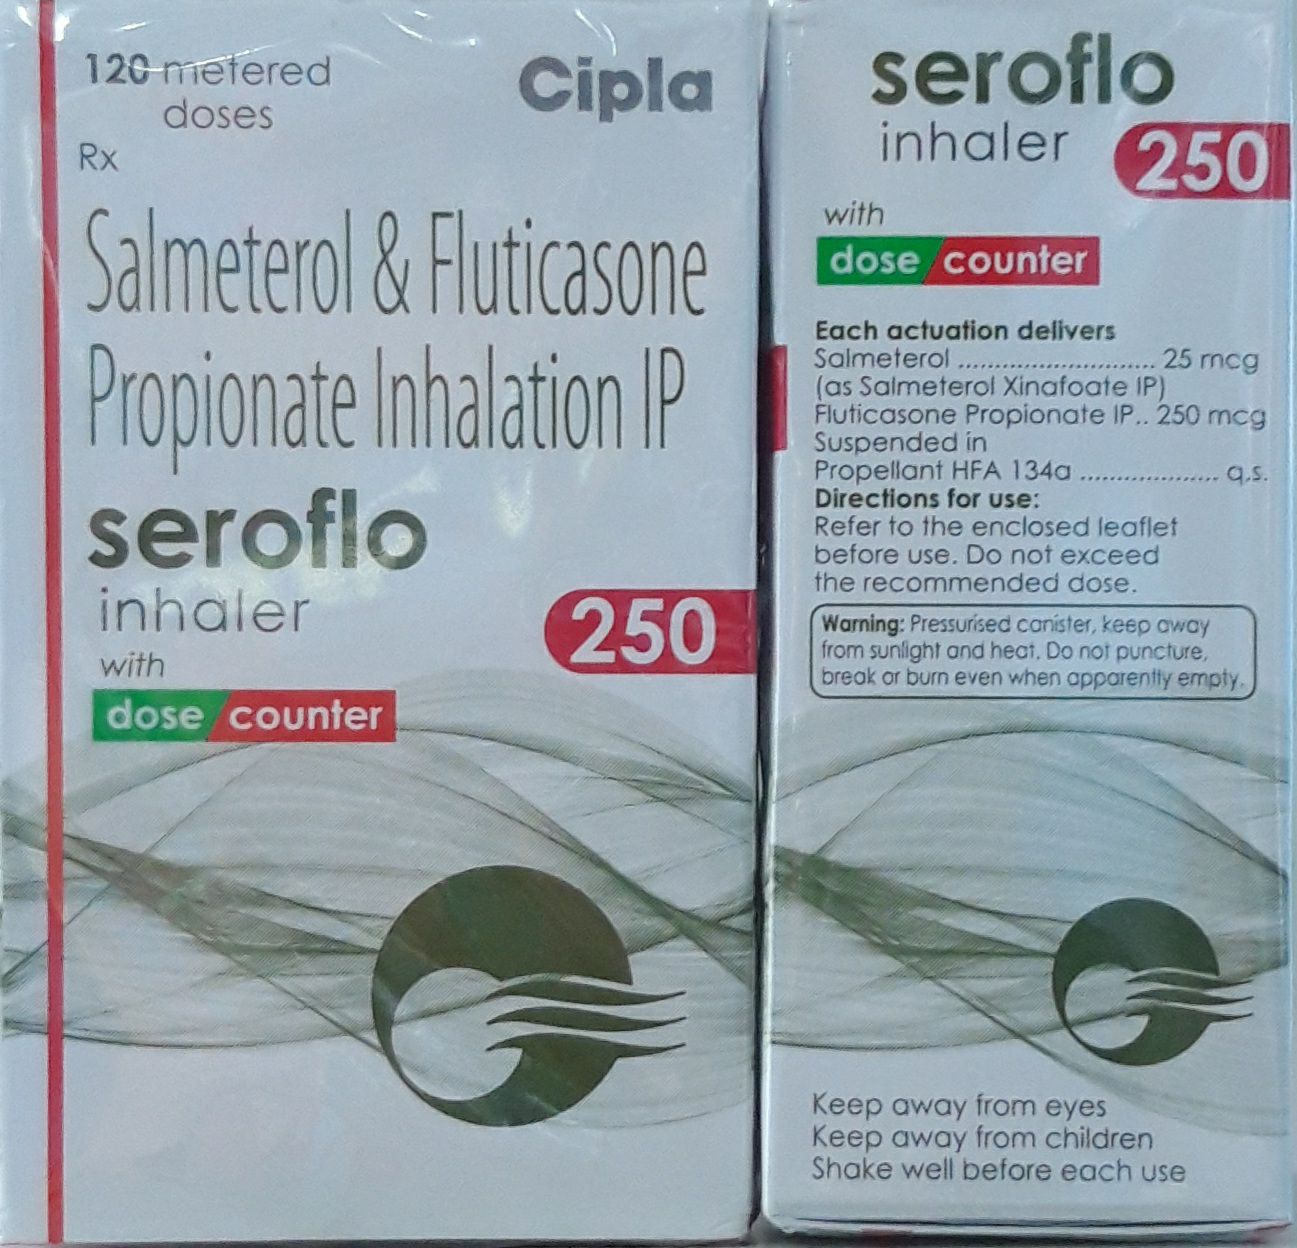 120 metered
doses
Cipla
Rx
Salmeterol & Fluticasone
Propionate Inhalation IP
seroflo
inhaler
250
with
dose counter
seroflo
inhaler
250
with
dose counter
Each actuation delivers
Salmeterol ............................ 25 mcg
(as Salmeterol Xinafoate IP)
Fluticasone Propionate IP.. 250 mcg
Suspended in
Propellant HFA 134a .................... q.s.
Directions for use:
Refer to the enclosed leaflet
before use. Do not exceed
the recommended dose.
Warning: Pressurised canister, keep away
from sunlight and heat. Do not puncture,
break or burn even when apparently empty.
Keep away from eyes
Keep away from children
Shake well before each use